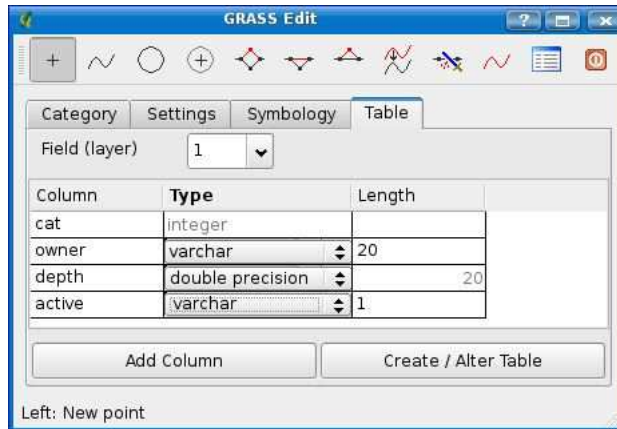 GRASS Edit
Category Settings Symbology Table
Field (layer) 1
Column Type Length
cat integer
owner varchar 20
depth double precision 20
active varchar 1
Add Column Create / Alter Table
Left: New point